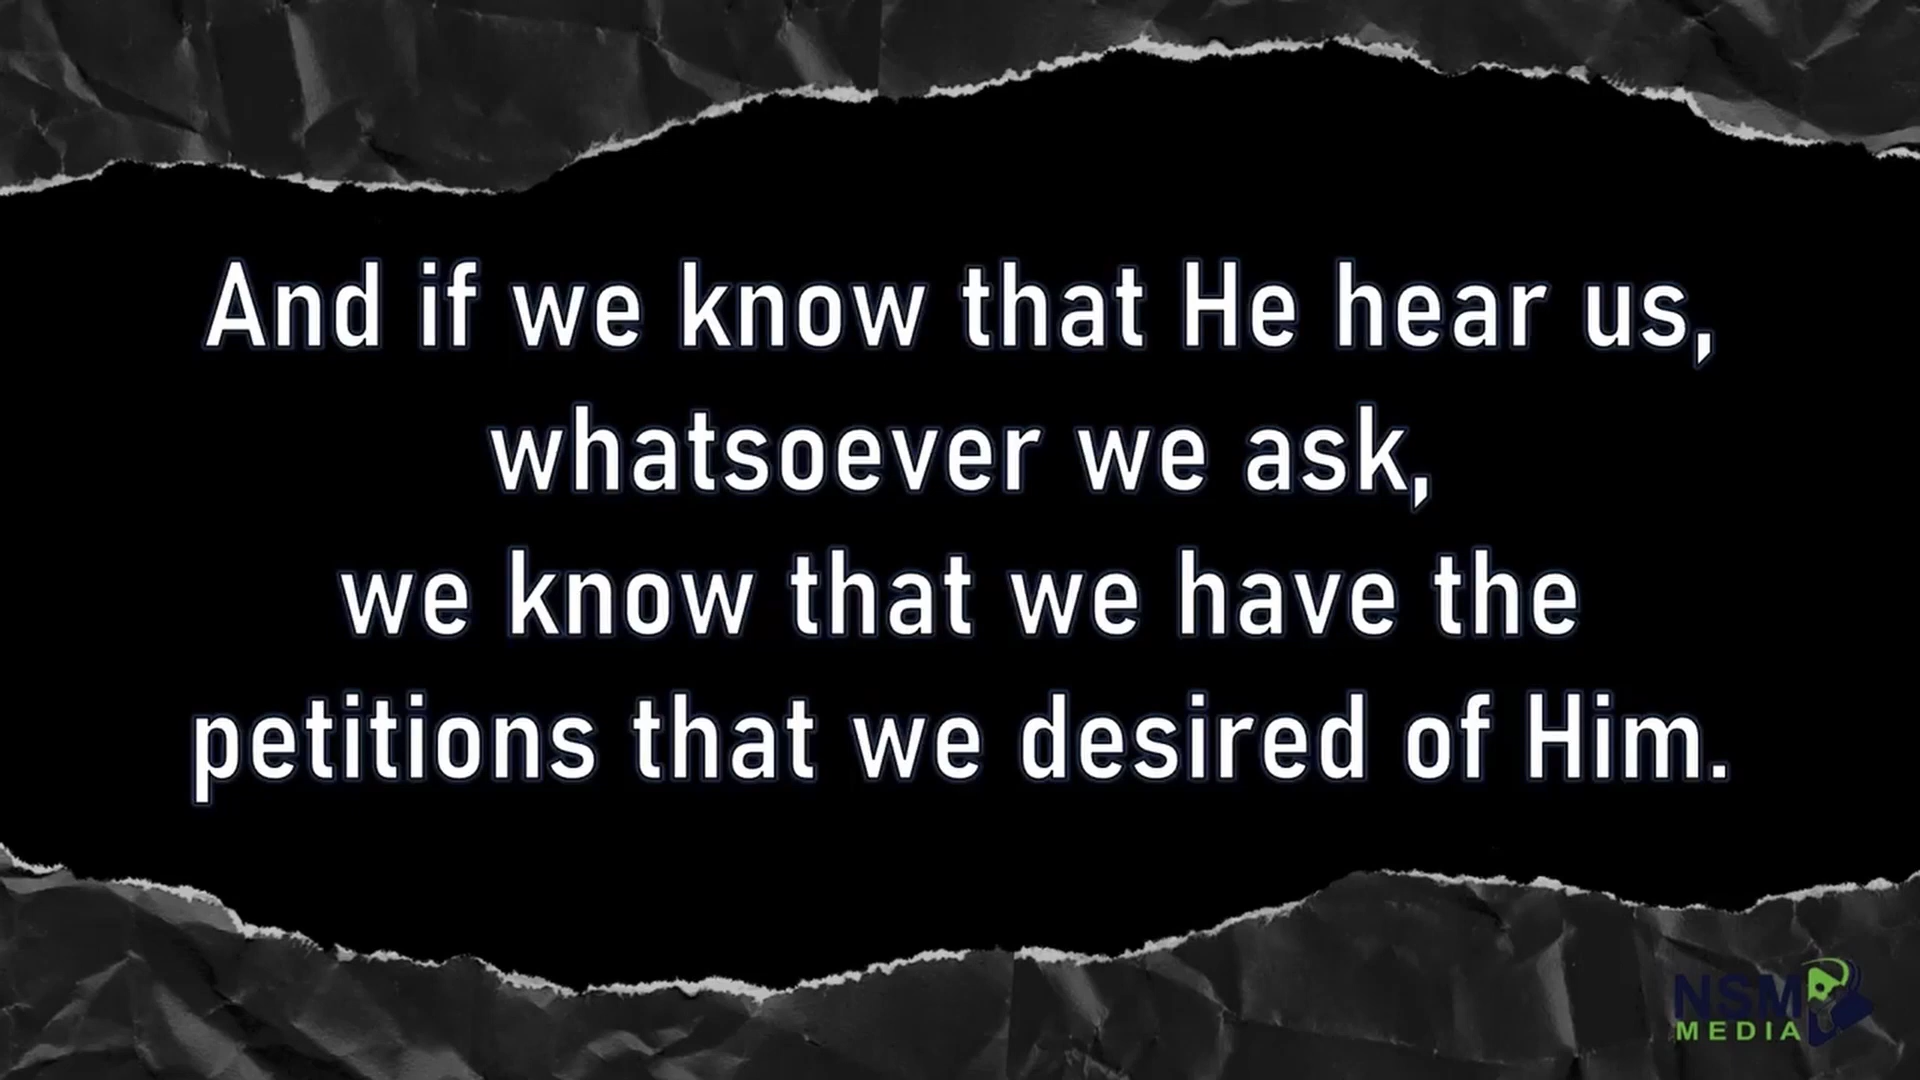 And if we know that He hear us,
whatsoever we ask,
we know that we have the
petitions that we desired of Him.
NSM
MEDIA